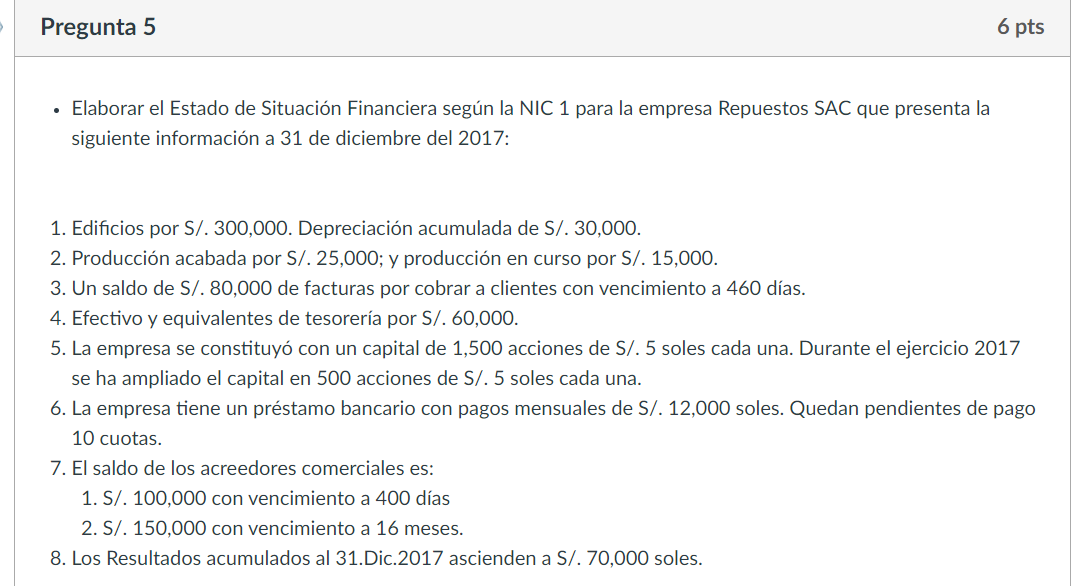 Pregunta 5
6 pts
• Elaborar el Estado de Situación Financiera según la NIC 1 para la empresa Repuestos SAC que presenta la
siguiente información a 31 de diciembre del 2017:
1. Edificios por S/. 300,000. Depreciación acumulada de S/. 30,000.
2. Producción acabada por S/. 25,000; y producción en curso por S/. 15,000.
3. Un saldo de S/. 80,000 de facturas por cobrar a clientes con vencimiento a 460 días.
4. Efectivo y equivalentes de tesorería por S/. 60,000.
5. La empresa se constituyó con un capital de 1,500 acciones de S/. 5 soles cada una. Durante el ejercicio 2017
se ha ampliado el capital en 500 acciones de S/. 5 soles cada una.
6. La empresa tiene un préstamo bancario con pagos mensuales de S/. 12,000 soles. Quedan pendientes de pago
10 cuotas.
7. El saldo de los acreedores comerciales es:
1. S/. 100,000 con vencimiento a 400 días
2. S/. 150,000 con vencimiento a 16 meses.
8. Los Resultados acumulados al 31.Dic.2017 ascienden a S/. 70,000 soles.